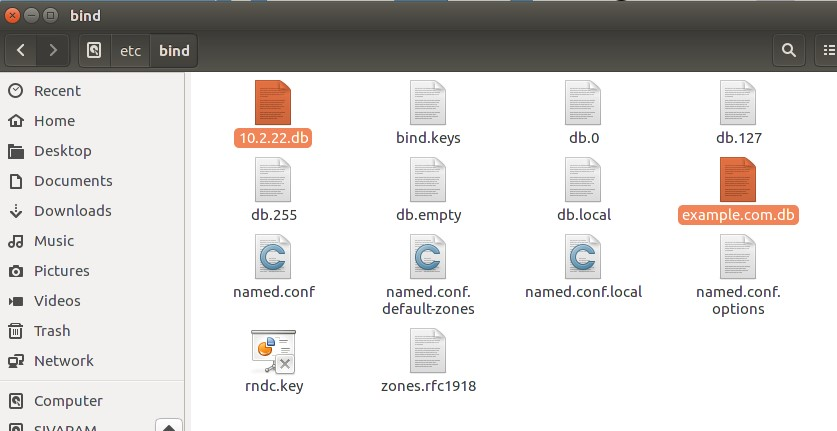 bind
etc
bind
Recent
Home
Desktop
Documents
Downloads
Music
Pictures
Videos
Trash
Network
Computer
10.2.22.db
bind.keys
db.0
db.127
db.255
db.empty
db.local
example.com.db
named.conf
named.conf.
default-zones
named.conf.local
named.conf.
options
rndc.key
zones.rfc1918